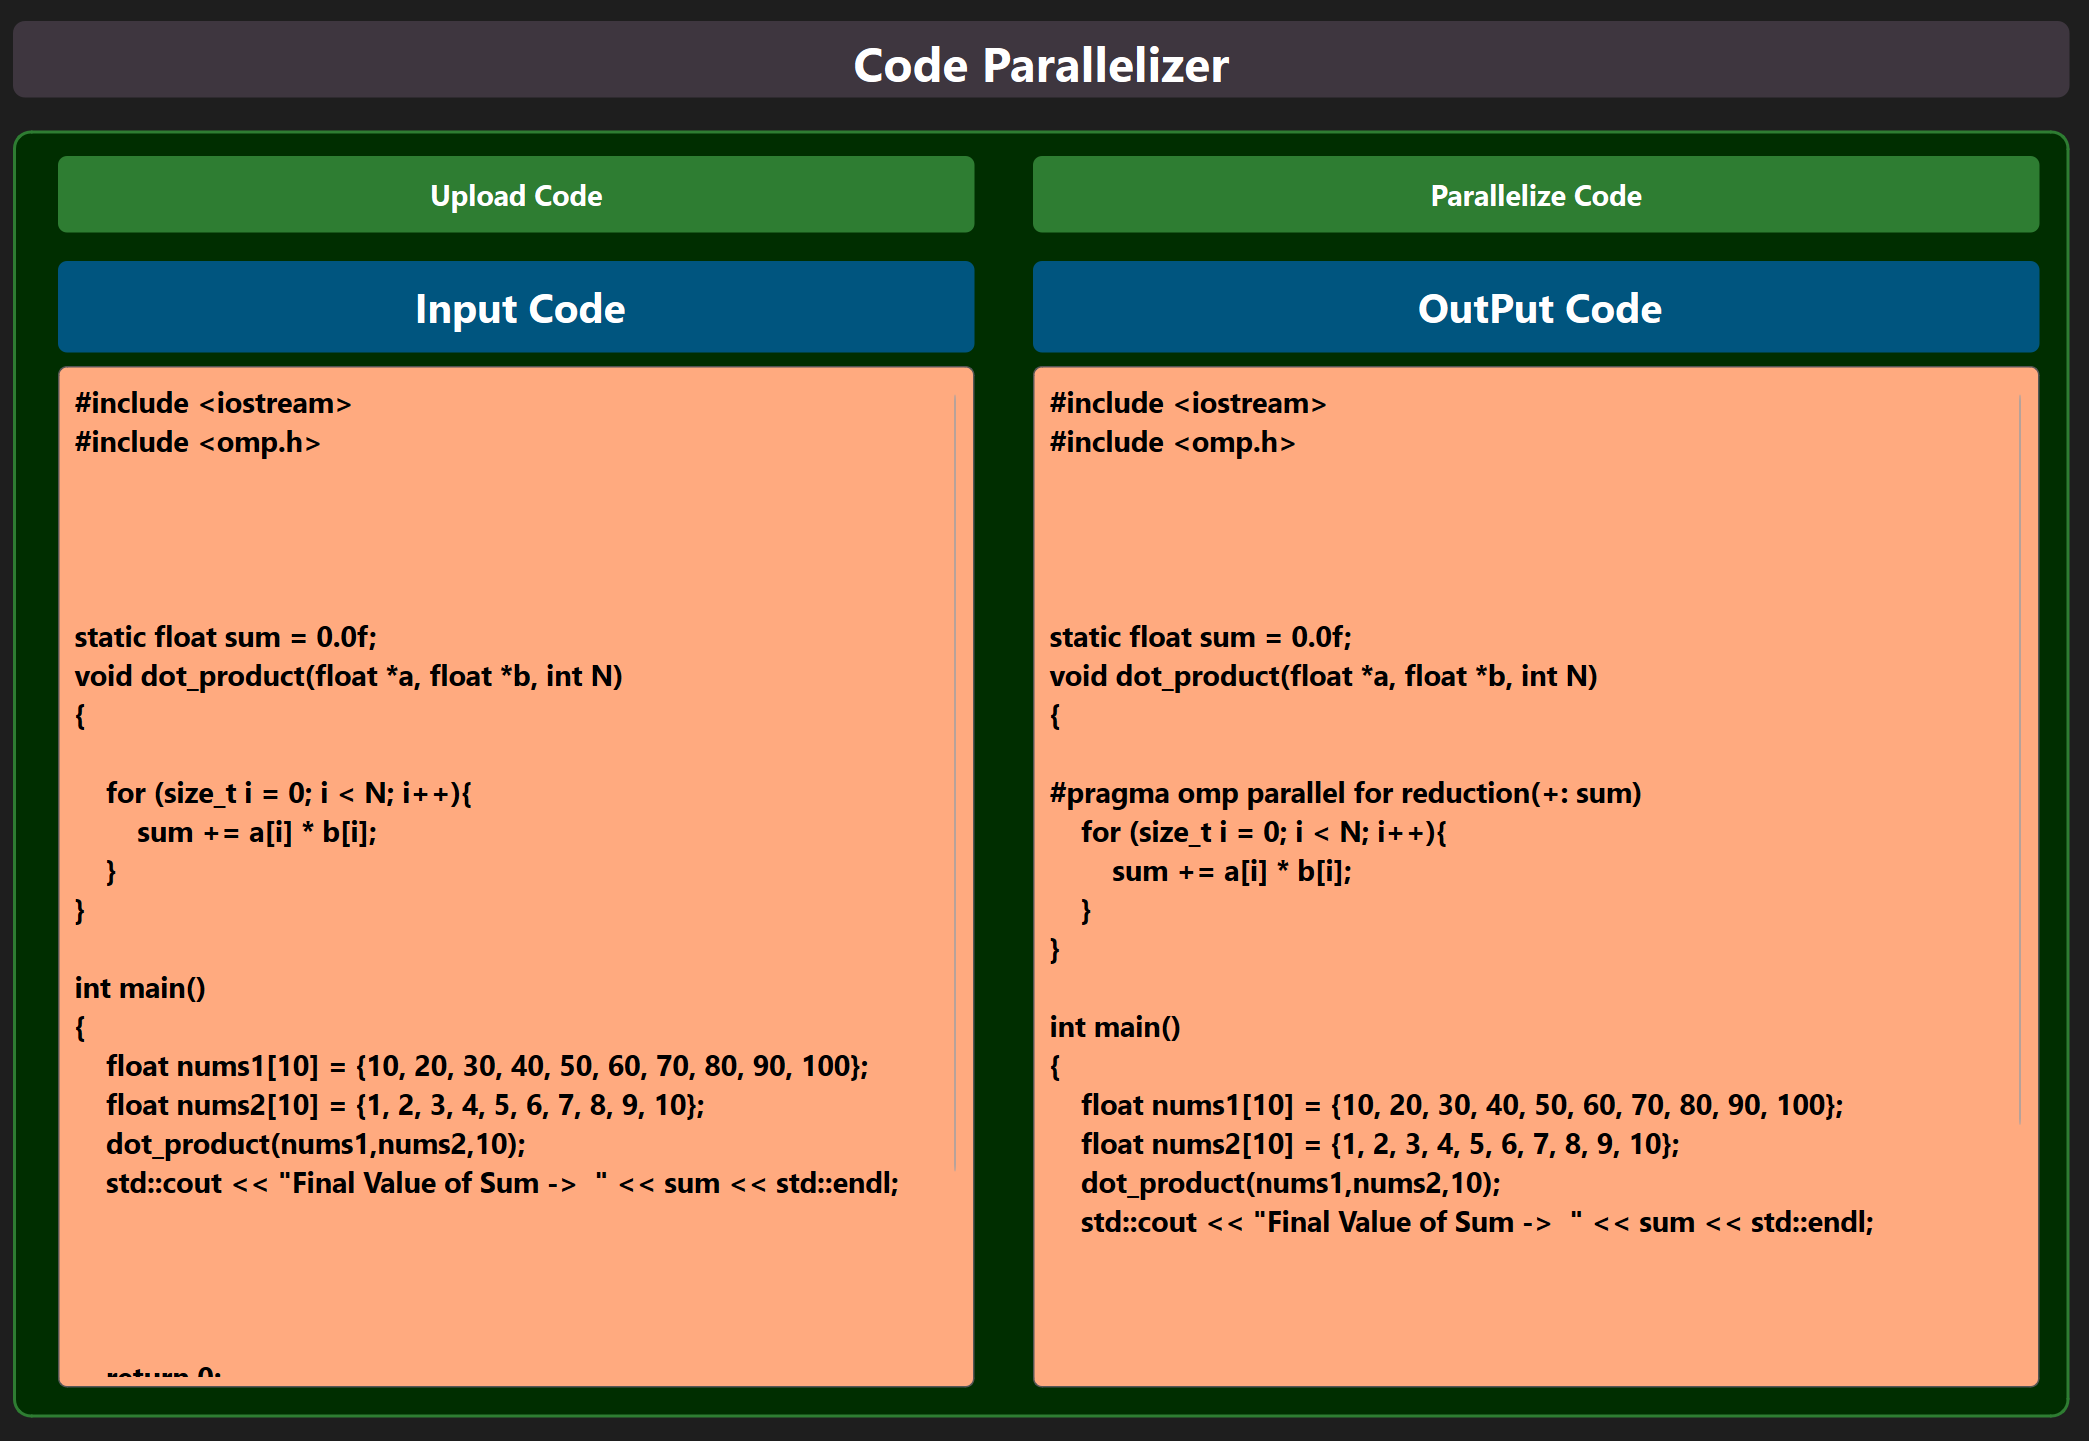 Code Parallelizer
Upload Code
Parallelize Code
Input Code
OutPut Code
#include <iostream>
#include <omp.h>
static float sum = 0.0f;
void dot_product(float *a, float *b, int N)
{
for (size_t i = 0; i < N; i++){
sum += a[i] * b[i];
}
}
int main()
{
float nums1[10] = {10, 20, 30, 40, 50, 60, 70, 80, 90, 100};
float nums2[10] = {1, 2, 3, 4, 5, 6, 7, 8, 9, 10};
dot_product(nums1,nums2,10);
std::cout << "Final Value of Sum ->  " << sum << std::endl;
return 0;
#include <iostream>
#include <omp.h>
static float sum = 0.0f;
void dot_product(float *a, float *b, int N)
{
#pragma omp parallel for reduction(+: sum)
for (size_t i = 0; i < N; i++){
sum += a[i] * b[i];
}
}
int main()
{
float nums1[10] = {10, 20, 30, 40, 50, 60, 70, 80, 90, 100};
float nums2[10] = {1, 2, 3, 4, 5, 6, 7, 8, 9, 10};
dot_product(nums1,nums2,10);
std::cout << "Final Value of Sum ->  " << sum << std::endl;